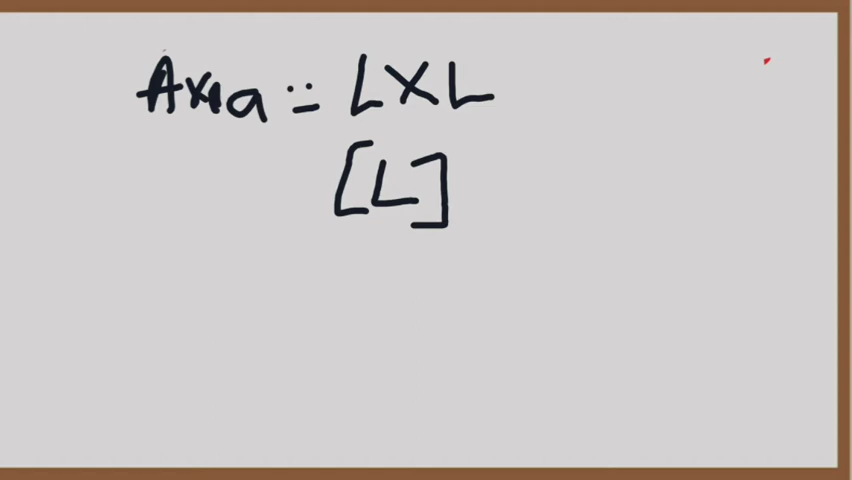 Area = L X L
[L]